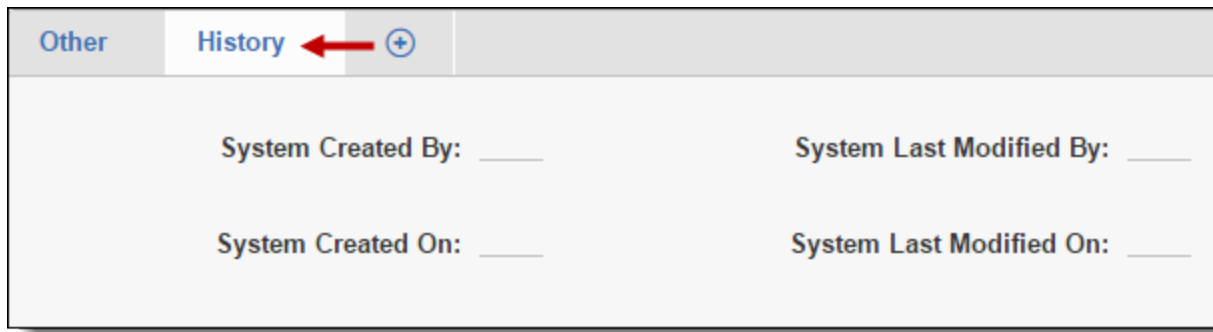 Other History
System Created By: System Last Modified By:
System Created On: System Last Modified On: